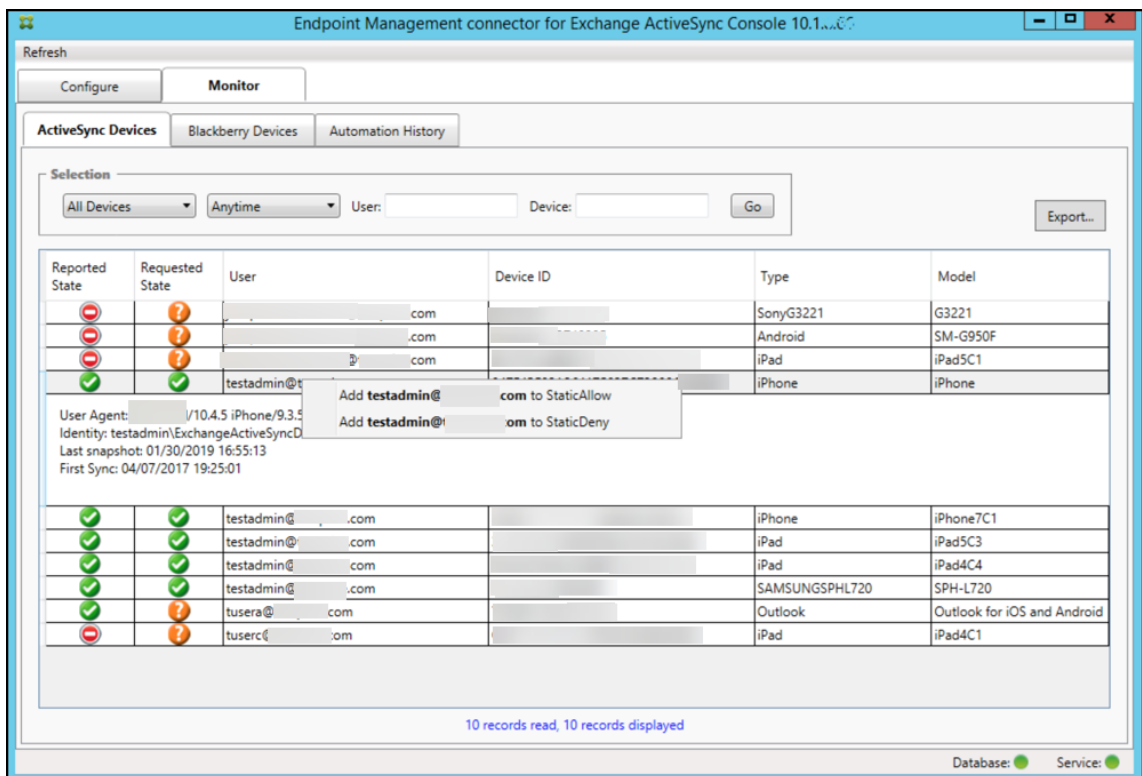 Endpoint Management connector for Exchange ActiveSync Console 10.1
Refresh
Configure Monitor
ActiveSync Devices Blackberry Devices Automation History
Selection
All Devices Anytime User: Device: Go
Export...
Reported State Requested State User Device ID Type Model
.com SonyG3221 G3221
.com Android SM-G950F
.com iPad iPad5C1
testadmin@ iPhone iPhone
Add testadmin@ .com to StaticAllow
Add testadmin@ .com to StaticDeny
User Agent: /10.4.5 iPhone/9.3.5
Identity: testadmin\ExchangeActiveSyncD
Last snapshot: 01/30/2019 16:55:13
First Sync: 04/07/2017 19:25:01
testadmin@ .com iPhone iPhone7C1
testadmin@ .com iPad iPad5C3
testadmin@ .com iPad iPad4C4
testadmin@ .com SAMSUNGSPHL720 SPH-L720
tusera@ .com Outlook Outlook for iOS and Android
tuserc .com iPad iPad4C1
10 records read, 10 records displayed
Database: Service: